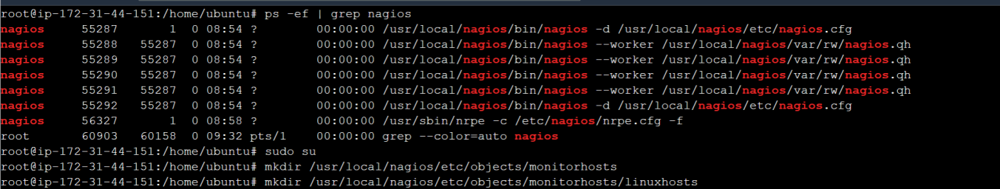 root@ip-172-31-44-151:/home/ubuntu# ps -ef | grep nagios
nagios     55287       1  0 08:54 ?        00:00:00 /usr/local/nagios/bin/nagios -d /usr/local/nagios/etc/nagios.cfg
nagios     55288   55287  0 08:54 ?        00:00:00 /usr/local/nagios/bin/nagios --worker /usr/local/nagios/var/rw/nagios.qh
nagios     55289   55287  0 08:54 ?        00:00:00 /usr/local/nagios/bin/nagios --worker /usr/local/nagios/var/rw/nagios.qh
nagios     55290   55287  0 08:54 ?        00:00:00 /usr/local/nagios/bin/nagios --worker /usr/local/nagios/var/rw/nagios.qh
nagios     55291   55287  0 08:54 ?        00:00:00 /usr/local/nagios/bin/nagios --worker /usr/local/nagios/var/rw/nagios.qh
nagios     55292   55287  0 08:54 ?        00:00:00 /usr/local/nagios/bin/nagios -d /usr/local/nagios/etc/nagios.cfg
nagios     56327       1  0 08:58 ?        00:00:00 /usr/sbin/nrpe -c /etc/nagios/nrpe.cfg -f
root       60903   60158  0 09:32 pts/1    00:00:00 grep --color=auto nagios
root@ip-172-31-44-151:/home/ubuntu# sudo su
root@ip-172-31-44-151:/home/ubuntu# mkdir /usr/local/nagios/etc/objects/monitorhosts
root@ip-172-31-44-151:/home/ubuntu# mkdir /usr/local/nagios/etc/objects/monitorhosts/linuxhosts